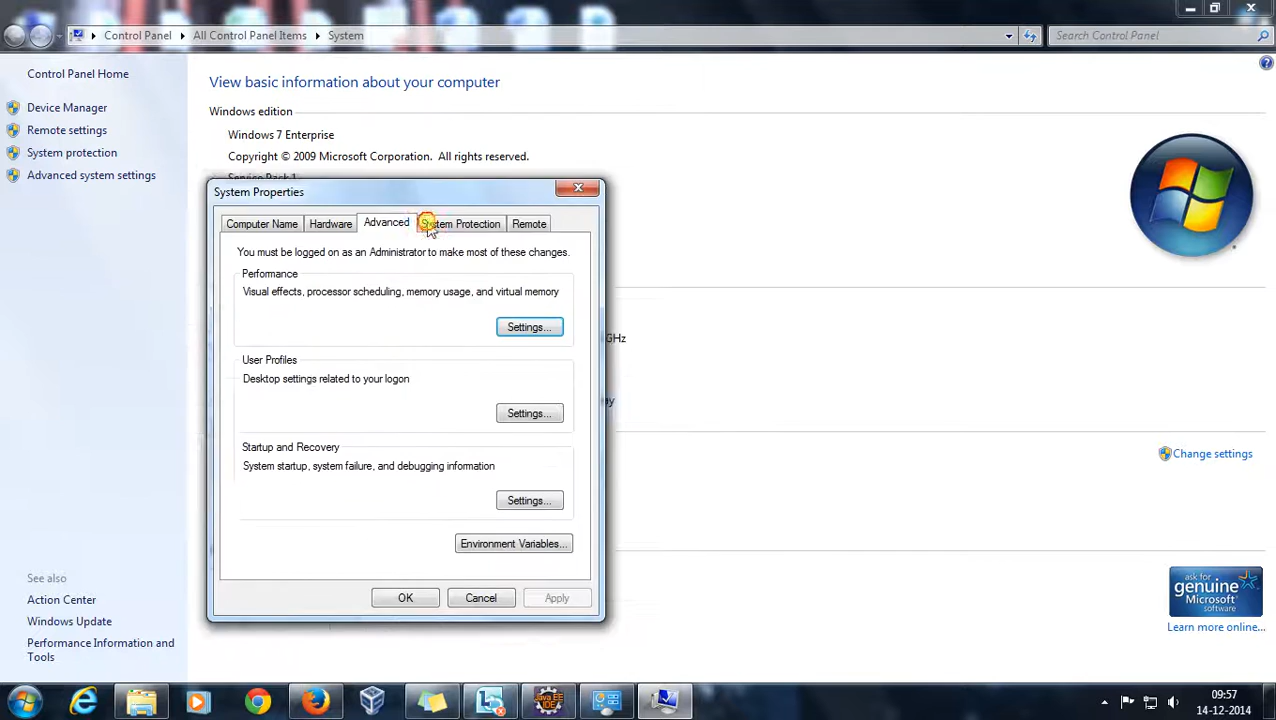 Control Panel
All Control Panel Items
System
Search Control Panel
Control Panel Home
Device Manager
Remote settings
System protection
Advanced system settings
View basic information about your computer
Windows edition
Windows 7 Enterprise
Copyright © 2009 Microsoft Corporation. All rights reserved.
Service Pack 1
System Properties
Computer Name
Hardware
Advanced
System Protection
Remote
You must be logged on as an Administrator to make most of these changes.
Performance
Visual effects, processor scheduling, memory usage, and virtual memory
Settings...
User Profiles
Desktop settings related to your logon
Settings...
Startup and Recovery
System startup, system failure, and debugging information
Settings...
Environment Variables...
OK
Cancel
Apply
GHz
Change settings
ask for
genuine
Microsoft
software
Learn more online...
See also
Action Center
Windows Update
Performance Information and
Tools
Java EE
IDE
09:57
14-12-2014